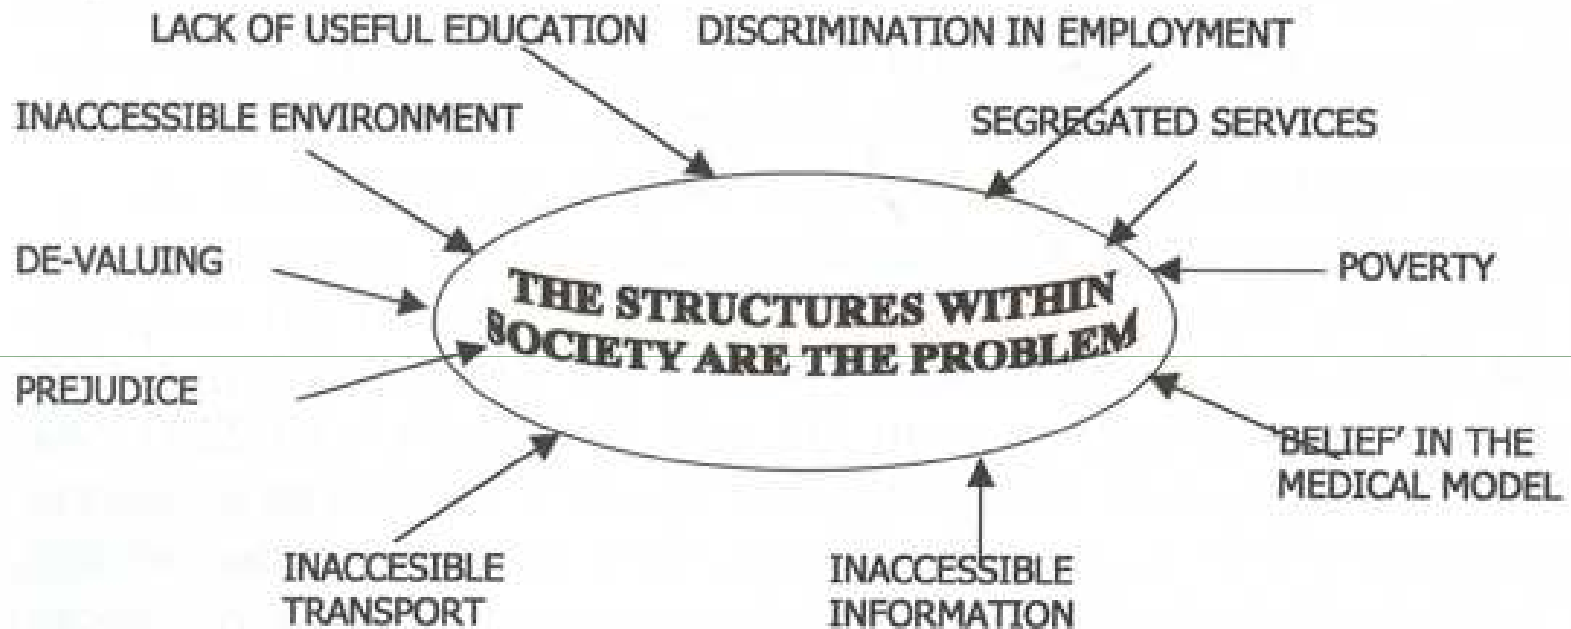 LACK OF USEFUL EDUCATION
DISCRIMINATION IN EMPLOYMENT
INACCESSIBLE ENVIRONMENT
SEGREGATED SERVICES
DE-VALUING
POVERTY
THE STRUCTURES WITHIN
SOCIETY ARE THE PROBLEM
PREJUDICE
'BELIEF' IN THE
MEDICAL MODEL
INACCESIBLE
TRANSPORT
INACCESSIBLE
INFORMATION